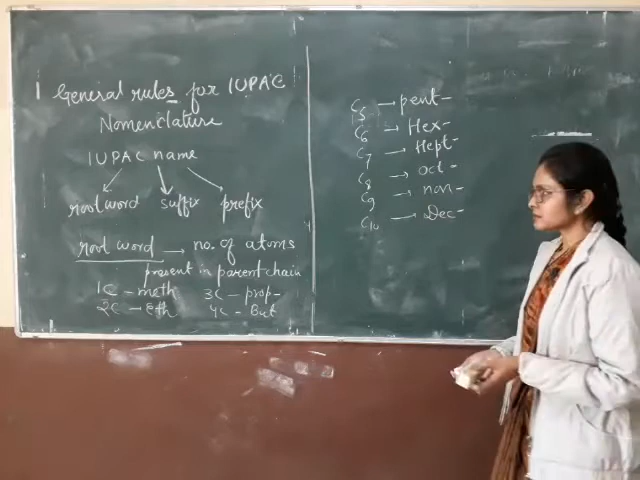 General rules for IUPAC
Nomenclature
IUPAC name
root word suffix prefix
root word → no. of atoms
present in parent chain
1C - meth 3C - prop-
2C - eth 4C - But
C5 → pent-
C6 → Hex-
C7 → Hept-
C8 → oct-
C9 → non-
C10 → Dec-